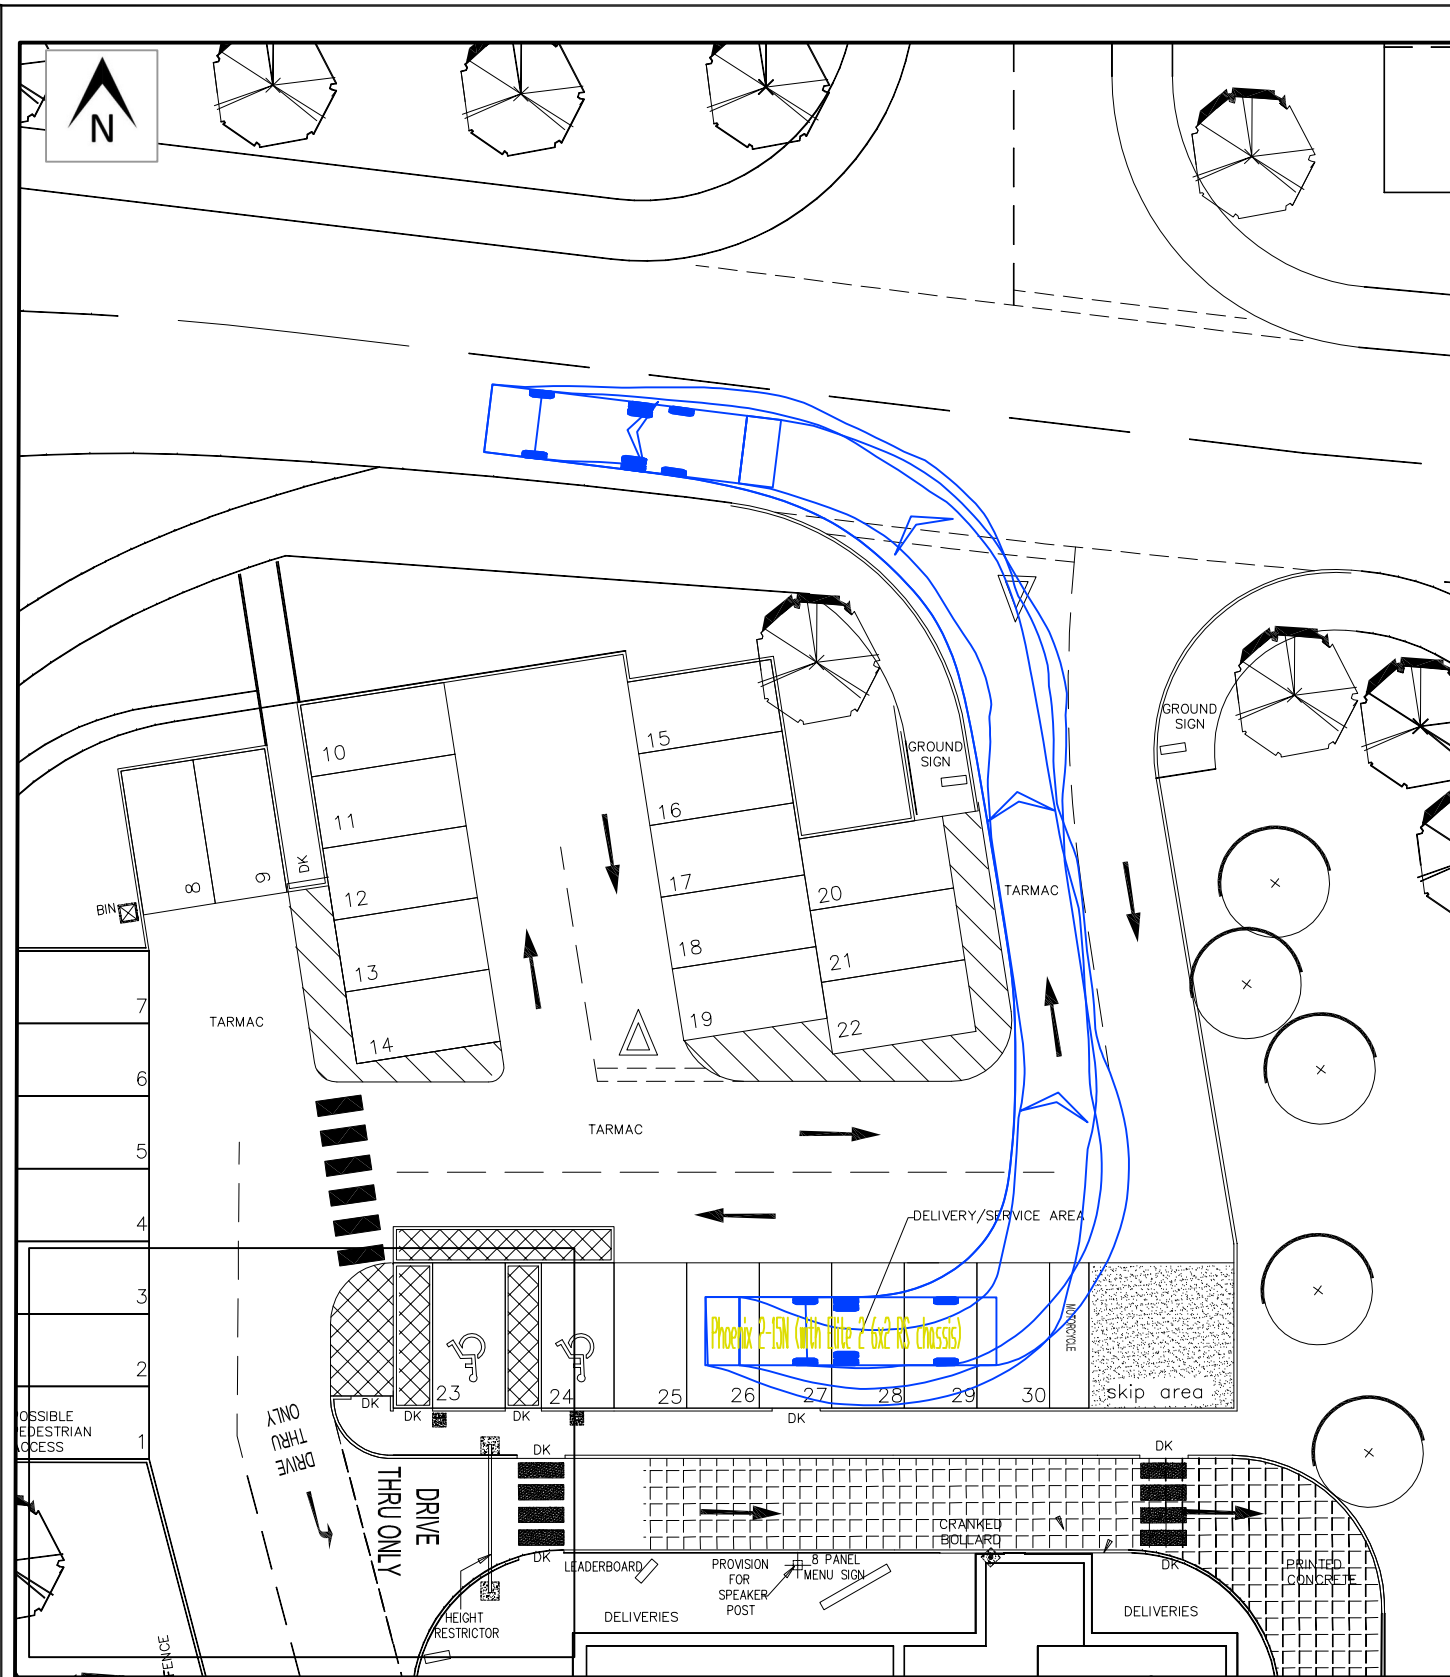 N
GROUND
SIGN
GROUND
SIGN
10
15
11
16
8
9
DK
12
17
20
TARMAC
BIN
13
18
21
7
TARMAC
14
19
22
6
5
TARMAC
4
DELIVERY/SERVICE AREA
3
Phoenix 2-15N (with Elite 2 6x2 RS chassis)
MOTORCYCLE
2
23
24
25
26
27
28
29
30
skip area
DK
DK
DK
DK
OSSIBLE
EDESTRIAN
ACCESS
1
DRIVE
THRU
ONLY
DK
DK
DRIVE
THRU ONLY
CRANKED
BOLLARD
DK
DK
LEADERBOARD
PROVISION
FOR
SPEAKER
POST
8 PANEL
MENU SIGN
PRINTED
CONCRETE
HEIGHT
RESTRICTOR
DELIVERIES
DELIVERIES
FENCE